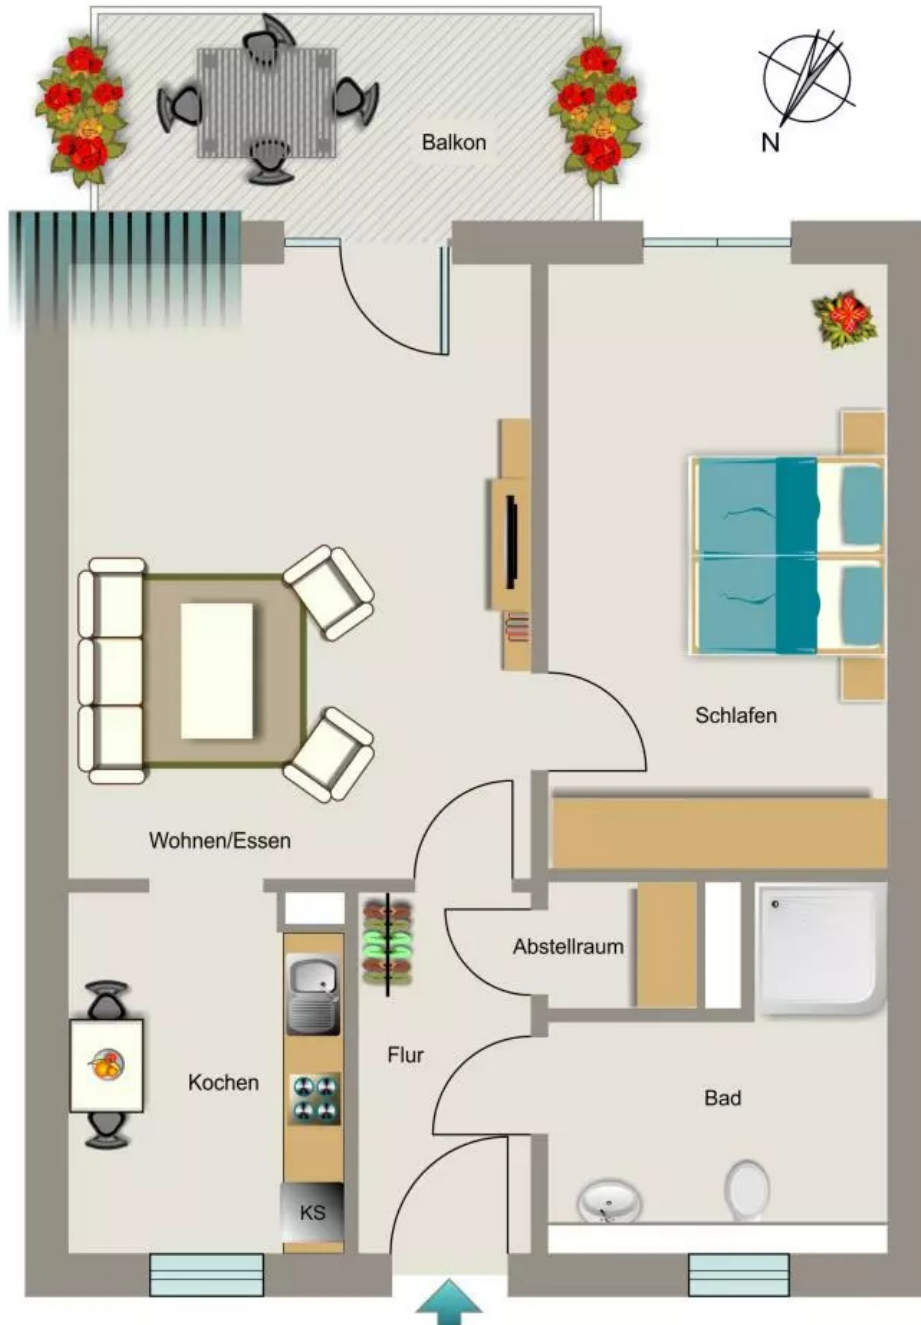 N
Balkon
Schlafen
Wohnen/Essen
Abstellraum
Flur
Kochen
Bad
KS